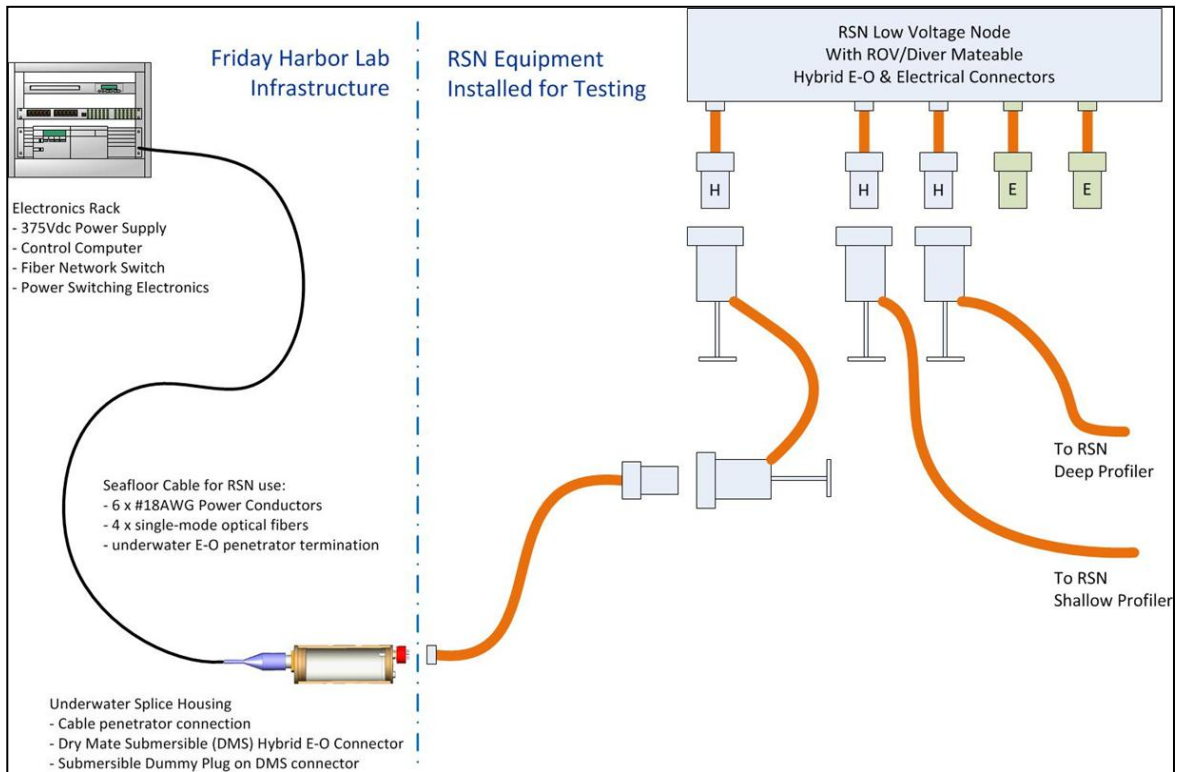 Friday Harbor Lab
Infrastructure
RSN Equipment
Installed for Testing
RSN Low Voltage Node
With ROV/Diver Mateable
Hybrid E-O & Electrical Connectors
H
H
H
E
E
Electronics Rack
- 375Vdc Power Supply
- Control Computer
- Fiber Network Switch
- Power Switching Electronics
To RSN
Deep Profiler
Seafloor Cable for RSN use:
- 6 x #18AWG Power Conductors
- 4 x single-mode optical fibers
- underwater E-O penetrator termination
To RSN
Shallow Profiler
Underwater Splice Housing
- Cable penetrator connection
- Dry Mate Submersible (DMS) Hybrid E-O Connector
- Submersible Dummy Plug on DMS connector